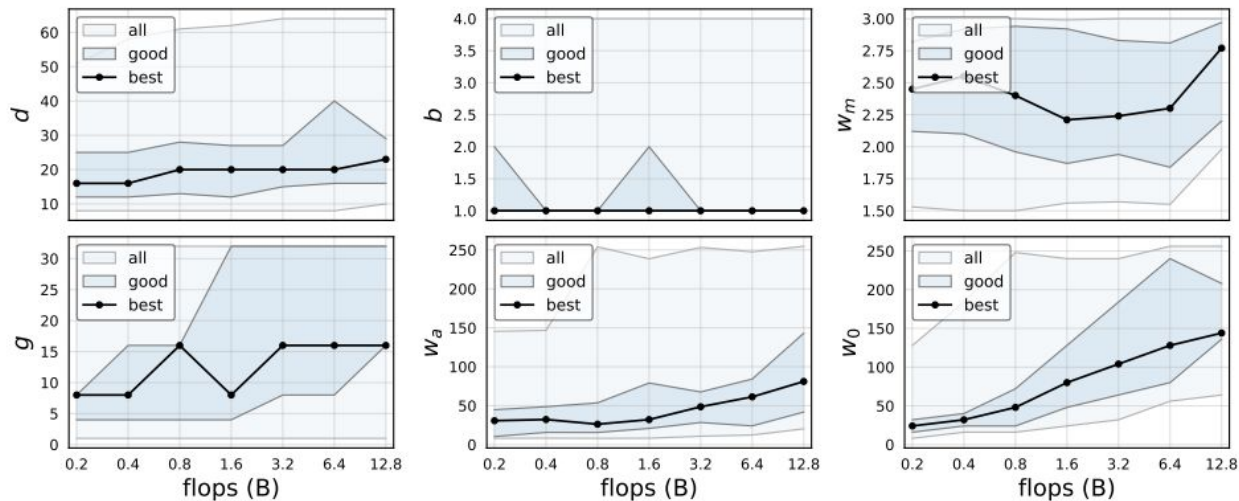 d
60
50
40
30
20
10
all
good
best
b
4.0
3.5
3.0
2.5
2.0
1.5
1.0
all
good
best
w_m
3.00
2.75
2.50
2.25
2.00
1.75
1.50
all
good
best
g
30
25
20
15
10
5
0
all
good
best
0.2 0.4 0.8 1.6 3.2 6.4 12.8
flops (B)
w_a
250
200
150
100
50
0
all
good
best
0.2 0.4 0.8 1.6 3.2 6.4 12.8
flops (B)
w_0
250
200
150
100
50
0
all
good
best
0.2 0.4 0.8 1.6 3.2 6.4 12.8
flops (B)